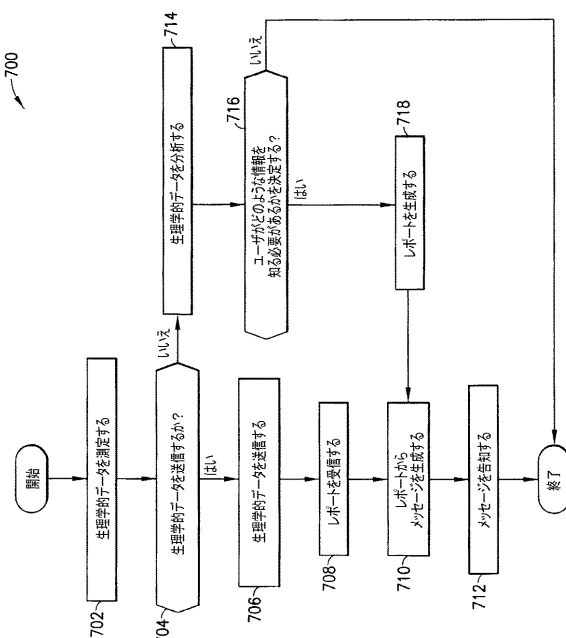 700
開始
生理学的データを測定する
702
生理学的データを送信するか？
704
いいえ
はい
生理学的データを送信する
706
レポートを受信する
708
レポートから
メッセージを生成する
710
メッセージを告知する
712
終了
生理学的データを分析する
714
ユーザがどのような情報を
知る必要があるかを決定する？
716
いいえ
はい
レポートを生成する
718